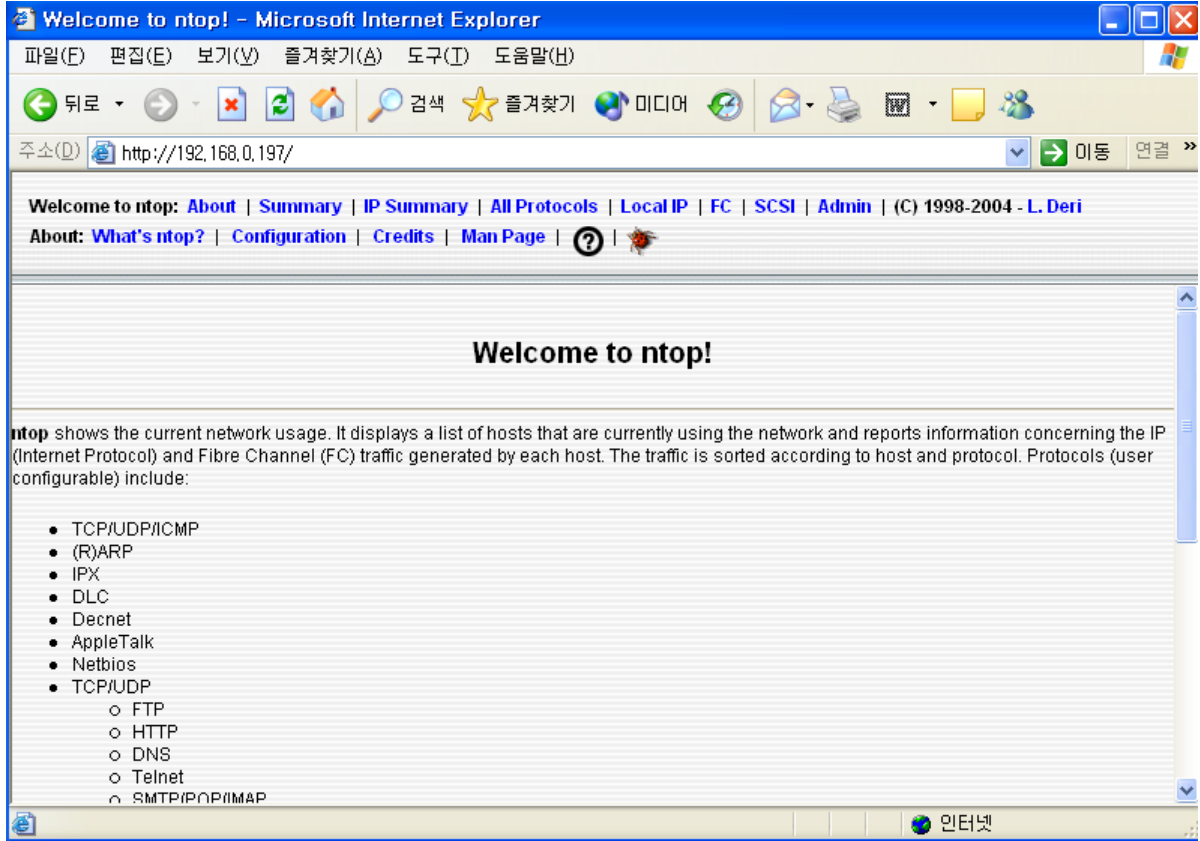 Welcome to ntop! - Microsoft Internet Explorer
파일(F) 편집(E) 보기(V) 즐겨찾기(A) 도구(T) 도움말(H)
뒤로 검색 즐겨찾기 미디어
주소(D) http://192.168.0.197/ 이동 연결 »
Welcome to ntop: About | Summary | IP Summary | All Protocols | Local IP | FC | SCSI | Admin | (C) 1998-2004 - L. Deri
About: What's ntop? | Configuration | Credits | Man Page | ? |
Welcome to ntop!
ntop shows the current network usage. It displays a list of hosts that are currently using the network and reports information concerning the IP
(Internet Protocol) and Fibre Channel (FC) traffic generated by each host. The traffic is sorted according to host and protocol. Protocols (user
configurable) include:
• TCP/UDP/ICMP
• (R)ARP
• IPX
• DLC
• Decnet
• AppleTalk
• Netbios
• TCP/UDP
○ FTP
○ HTTP
○ DNS
○ Telnet
○ SMTP/POP/IMAP
인터넷